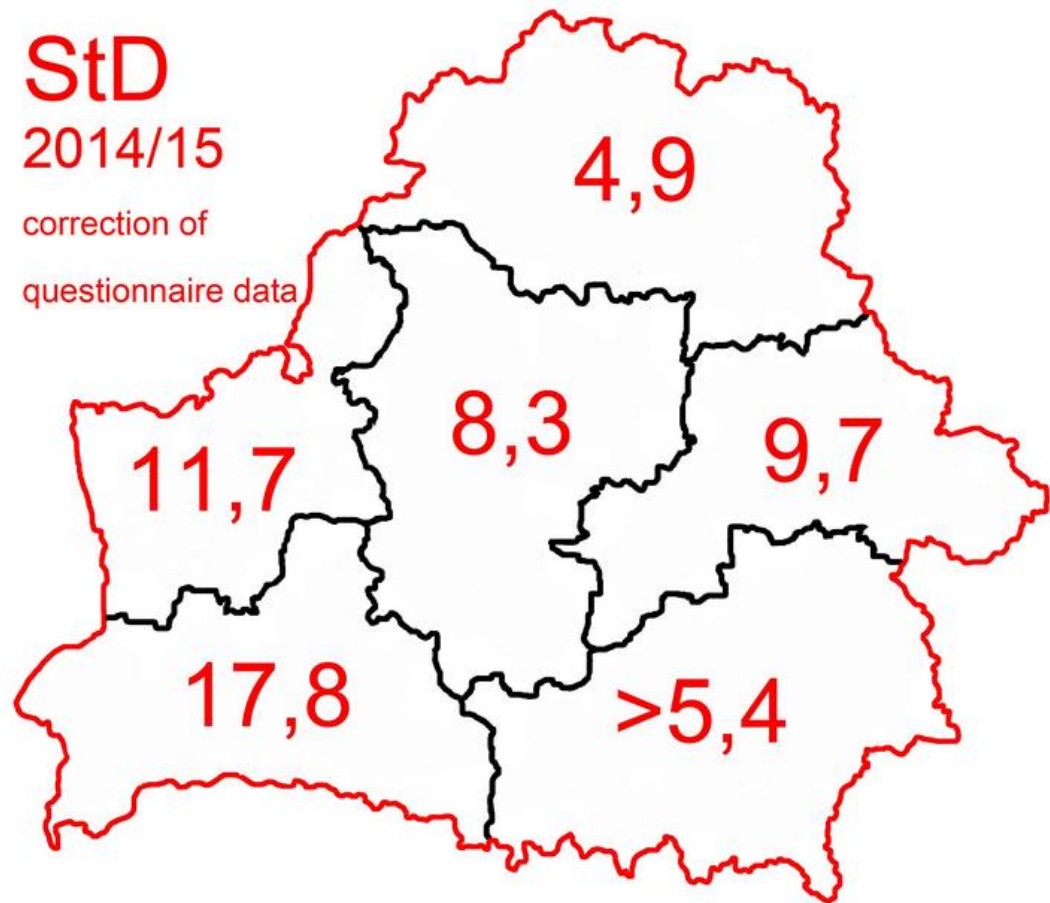 StD
2014/15
correction of
questionnaire data
4,9
8,3
9,7
11,7
17,8
>5,4